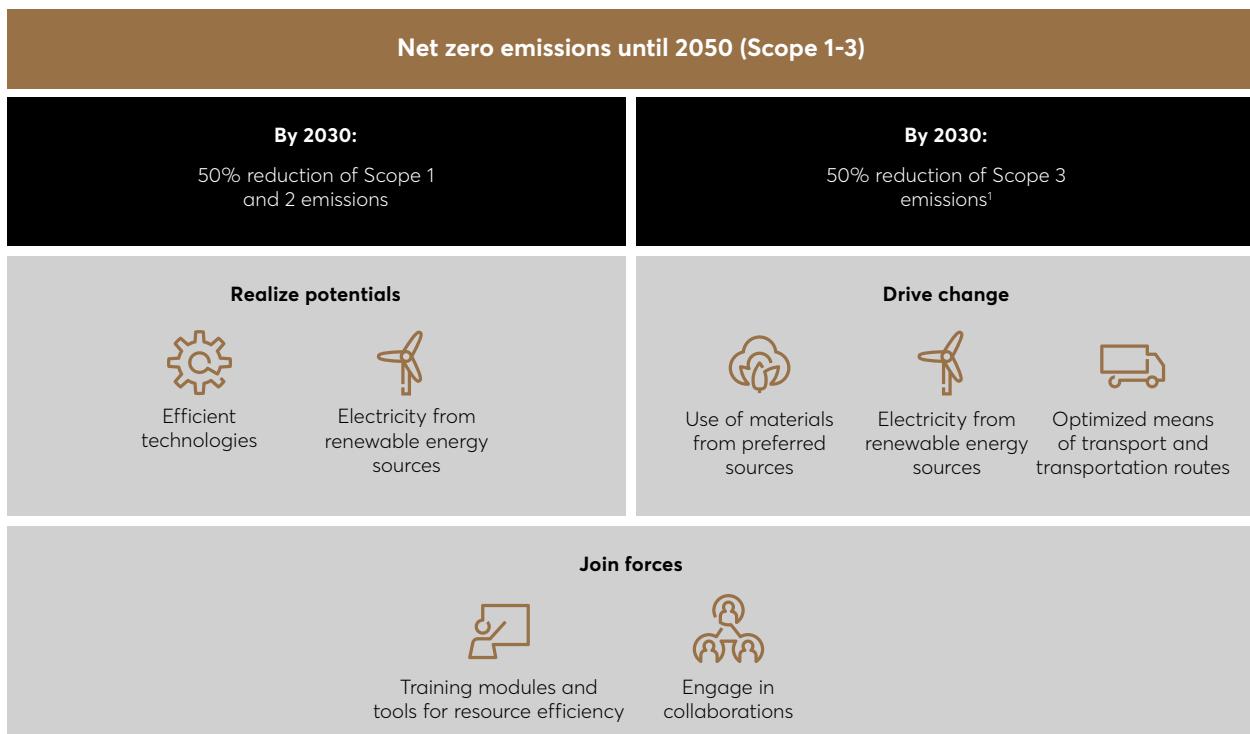 Net zero emissions until 2050 (Scope 1-3)
By 2030:
50% reduction of Scope 1
and 2 emissions
By 2030:
50% reduction of Scope 3
emissions¹
Realize potentials
Efficient
technologies
Electricity from
renewable energy
sources
Drive change
Use of materials
from preferred
sources
Electricity from
renewable energy
sources
Optimized means
of transport and
transportation routes
Join forces
Training modules and
tools for resource efficiency
Engage in
collaborations